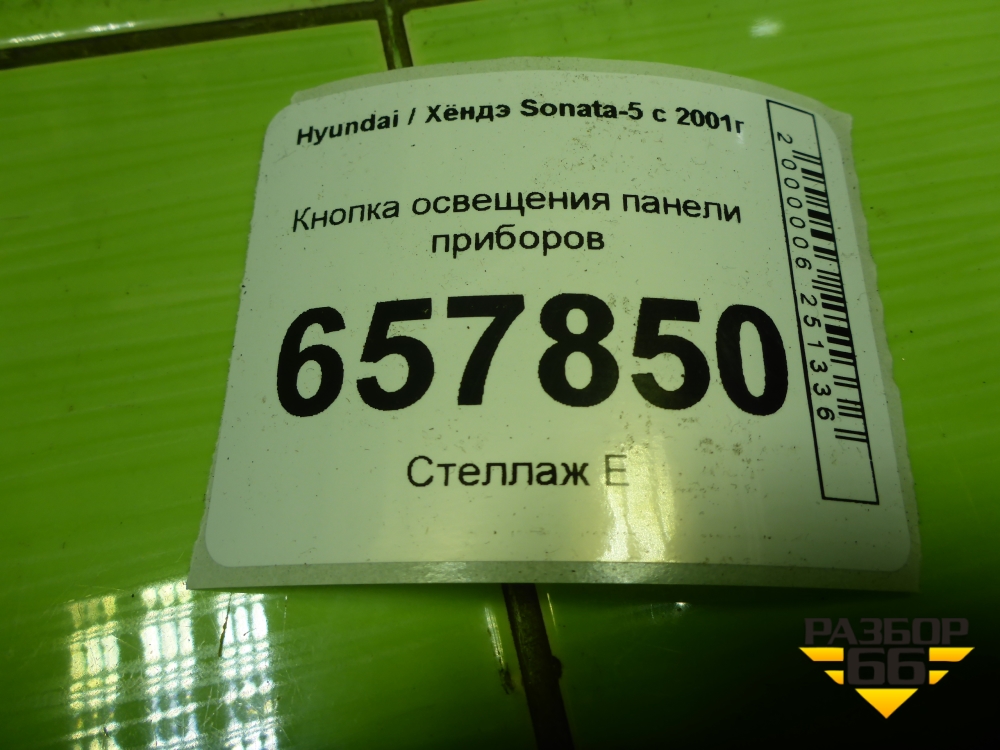 Hyundai / Хёндэ Sonata-5 с 2001г
Кнопка освещения панели
приборов
657850
Стеллаж Е
2000006251336
РАЗБОР
66